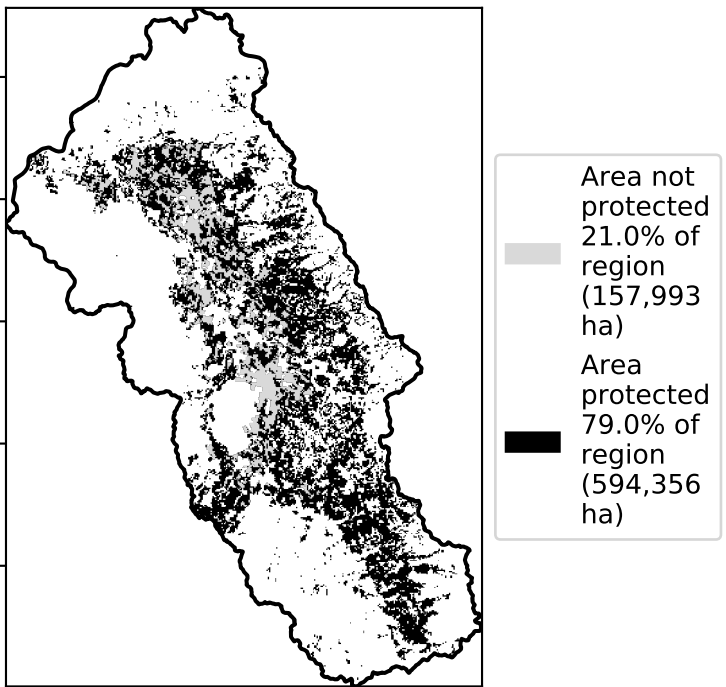 Area not
protected
21.0% of
region
(157,993
ha)
Area
protected
79.0% of
region
(594,356
ha)